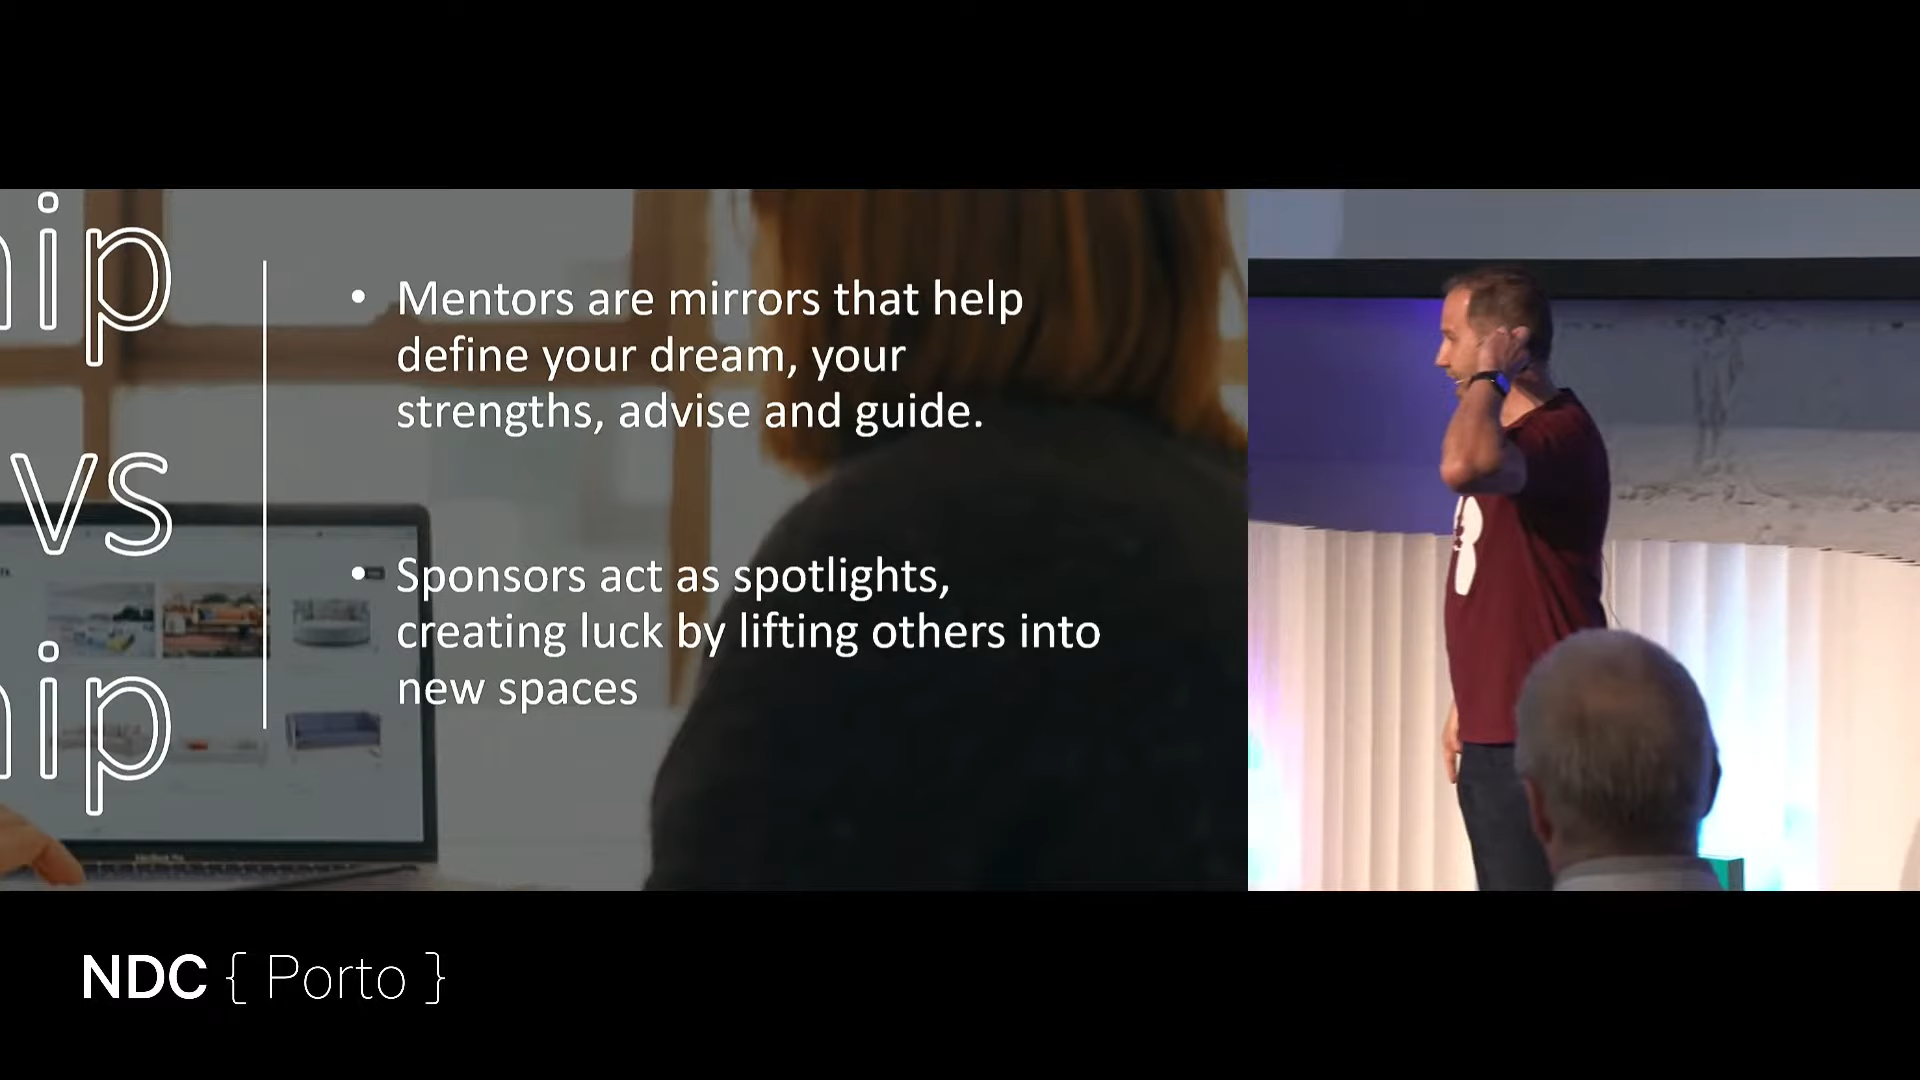 ip
vs
ip
• Mentors are mirrors that help
define your dream, your
strengths, advise and guide.
• Sponsors act as spotlights,
creating luck by lifting others into
new spaces
NDC { Porto }